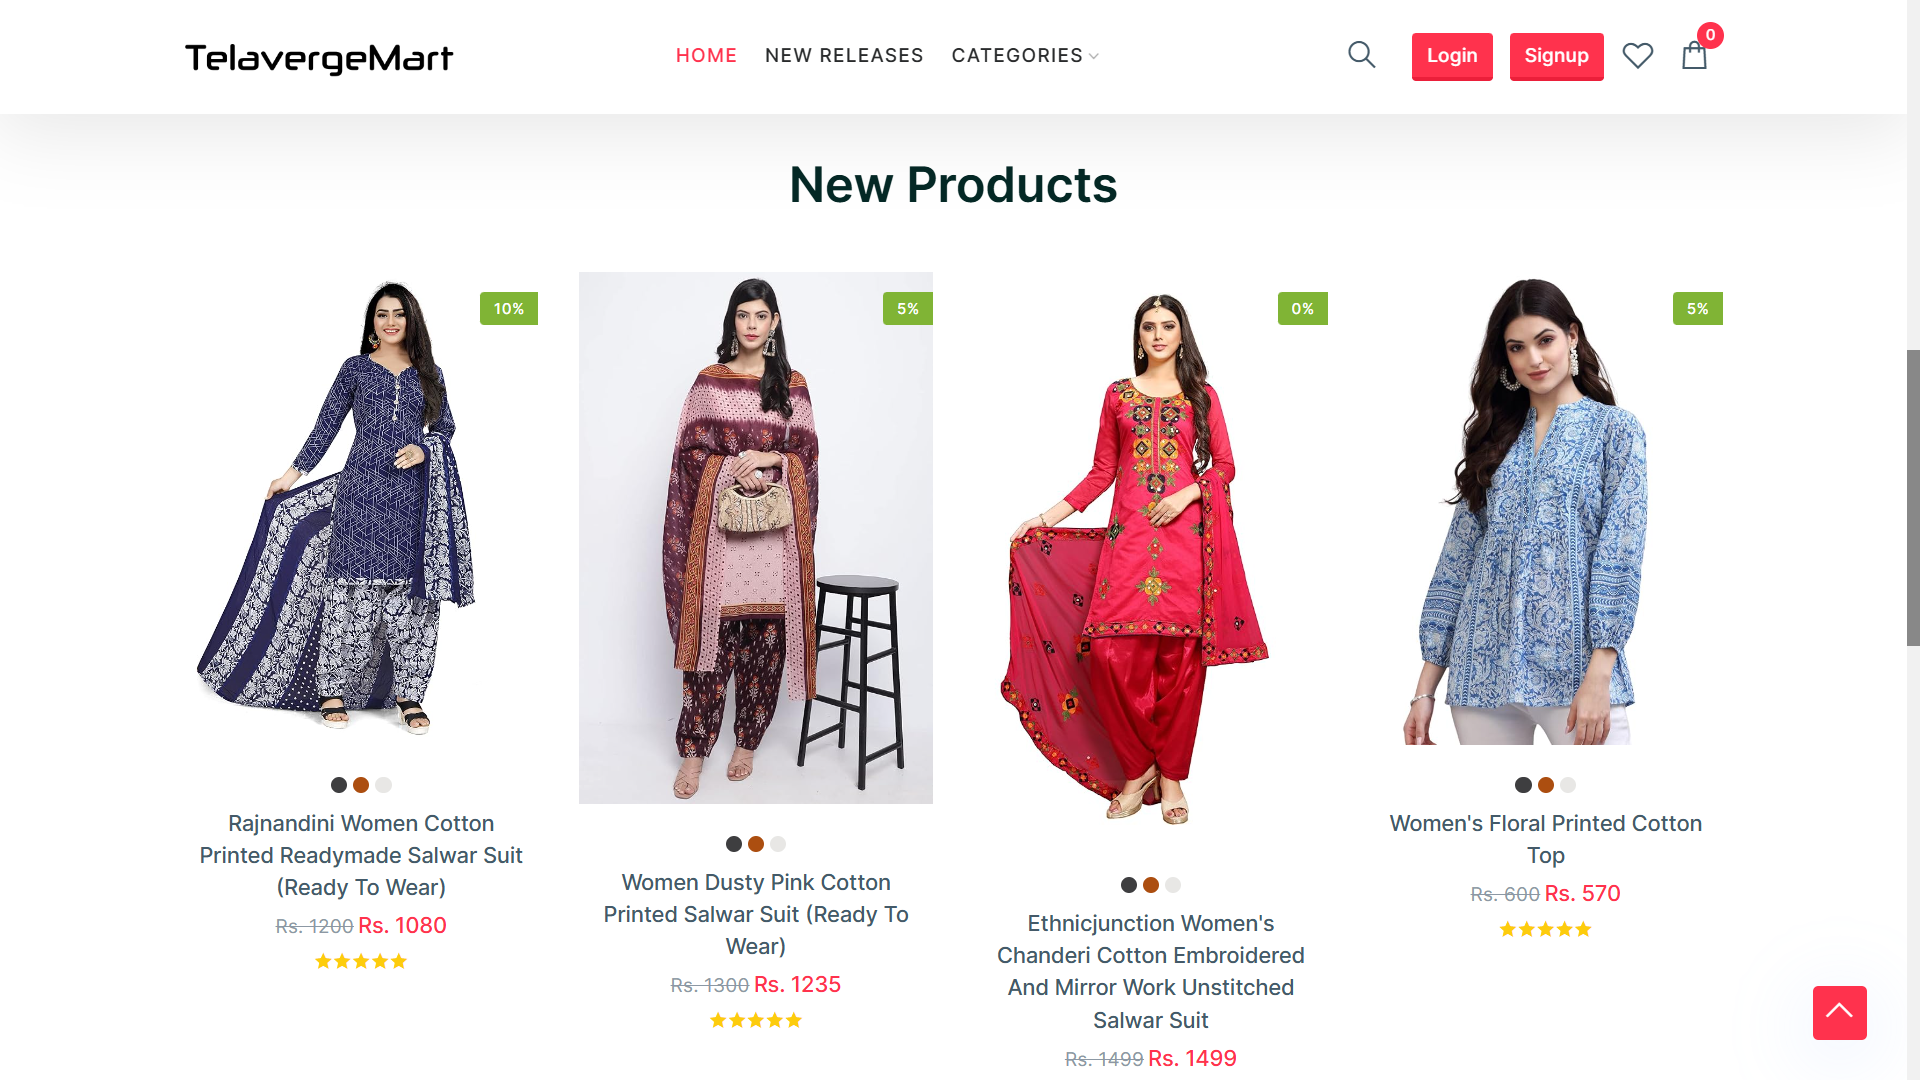 TelavergeMart
HOME NEW RELEASES CATEGORIES
Login Signup 0
New Products
10%
Rajnandini Women Cotton
Printed Readymade Salwar Suit
(Ready To Wear)
Rs. 1200 Rs. 1080
5%
Women Dusty Pink Cotton
Printed Salwar Suit (Ready To
Wear)
Rs. 1300 Rs. 1235
0%
Ethnicjunction Women's
Chanderi Cotton Embroidered
And Mirror Work Unstitched
Salwar Suit
Rs. 1499 Rs. 1499
5%
Women's Floral Printed Cotton
Top
Rs. 600 Rs. 570